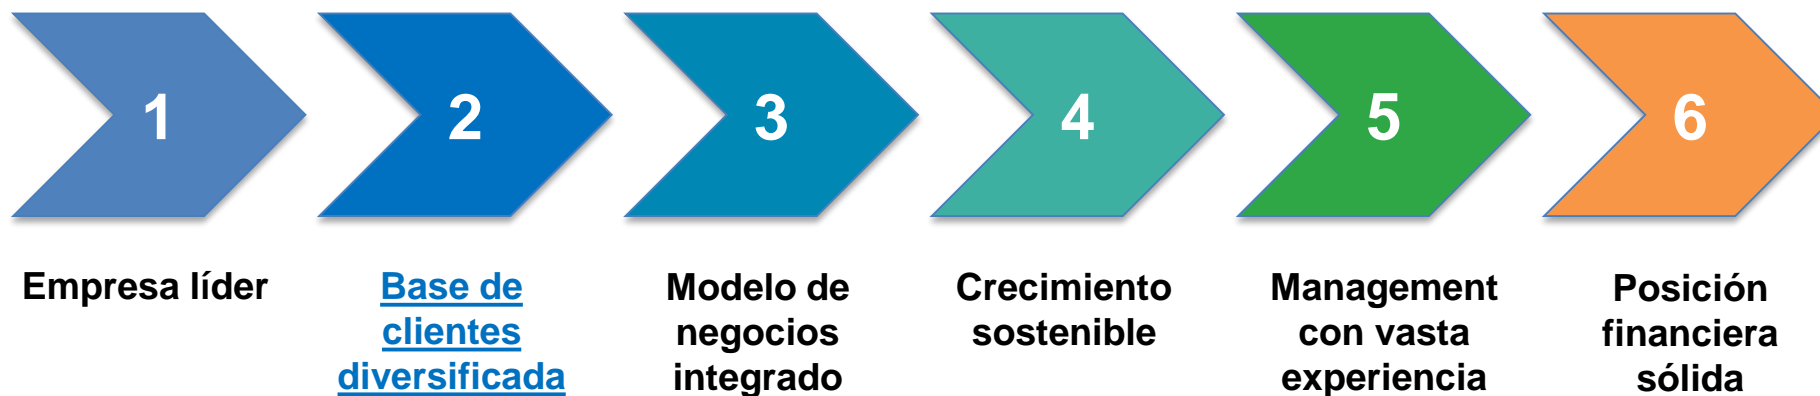 1
2
3
4
5
6
Empresa líder
Base de
clientes
diversificada
Modelo de
negocios
integrado
Crecimiento
sostenible
Management
con vasta
experiencia
Posición
financiera
sólida